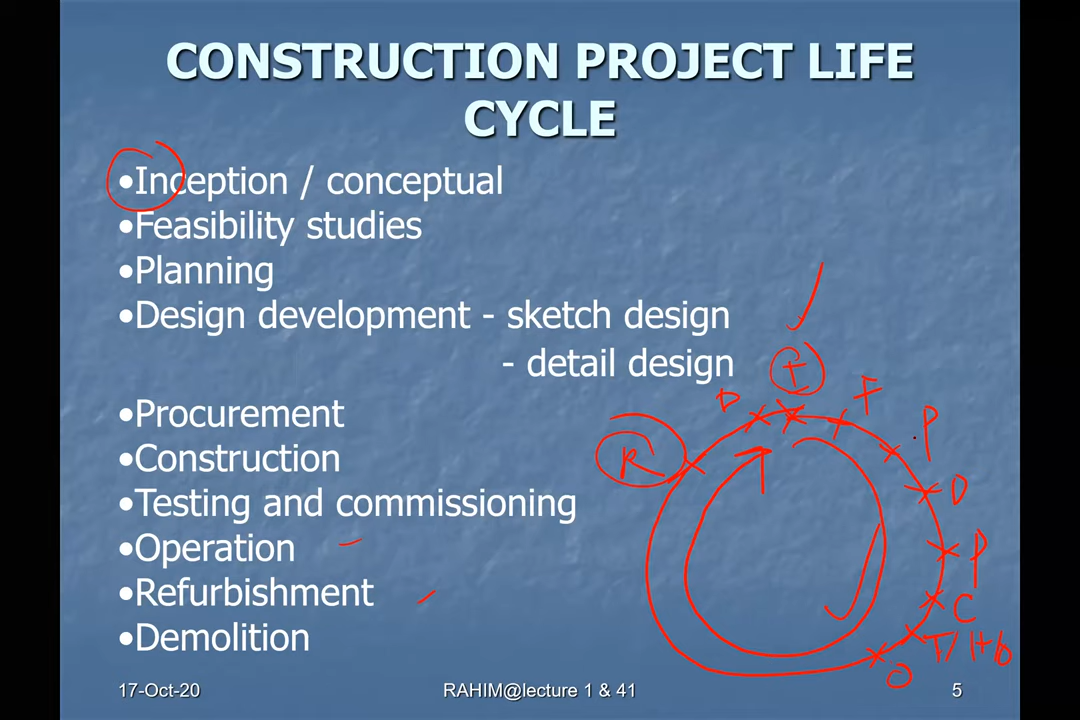 CONSTRUCTION PROJECT LIFE
CYCLE
•Inception / conceptual
•Feasibility studies
•Planning
•Design development - sketch design
- detail design
•Procurement
•Construction
•Testing and commissioning
•Operation
•Refurbishment
•Demolition
I
F
D
P
R
D
P
C
T/H+O
O
17-Oct-20
RAHIM@lecture 1 & 41
5